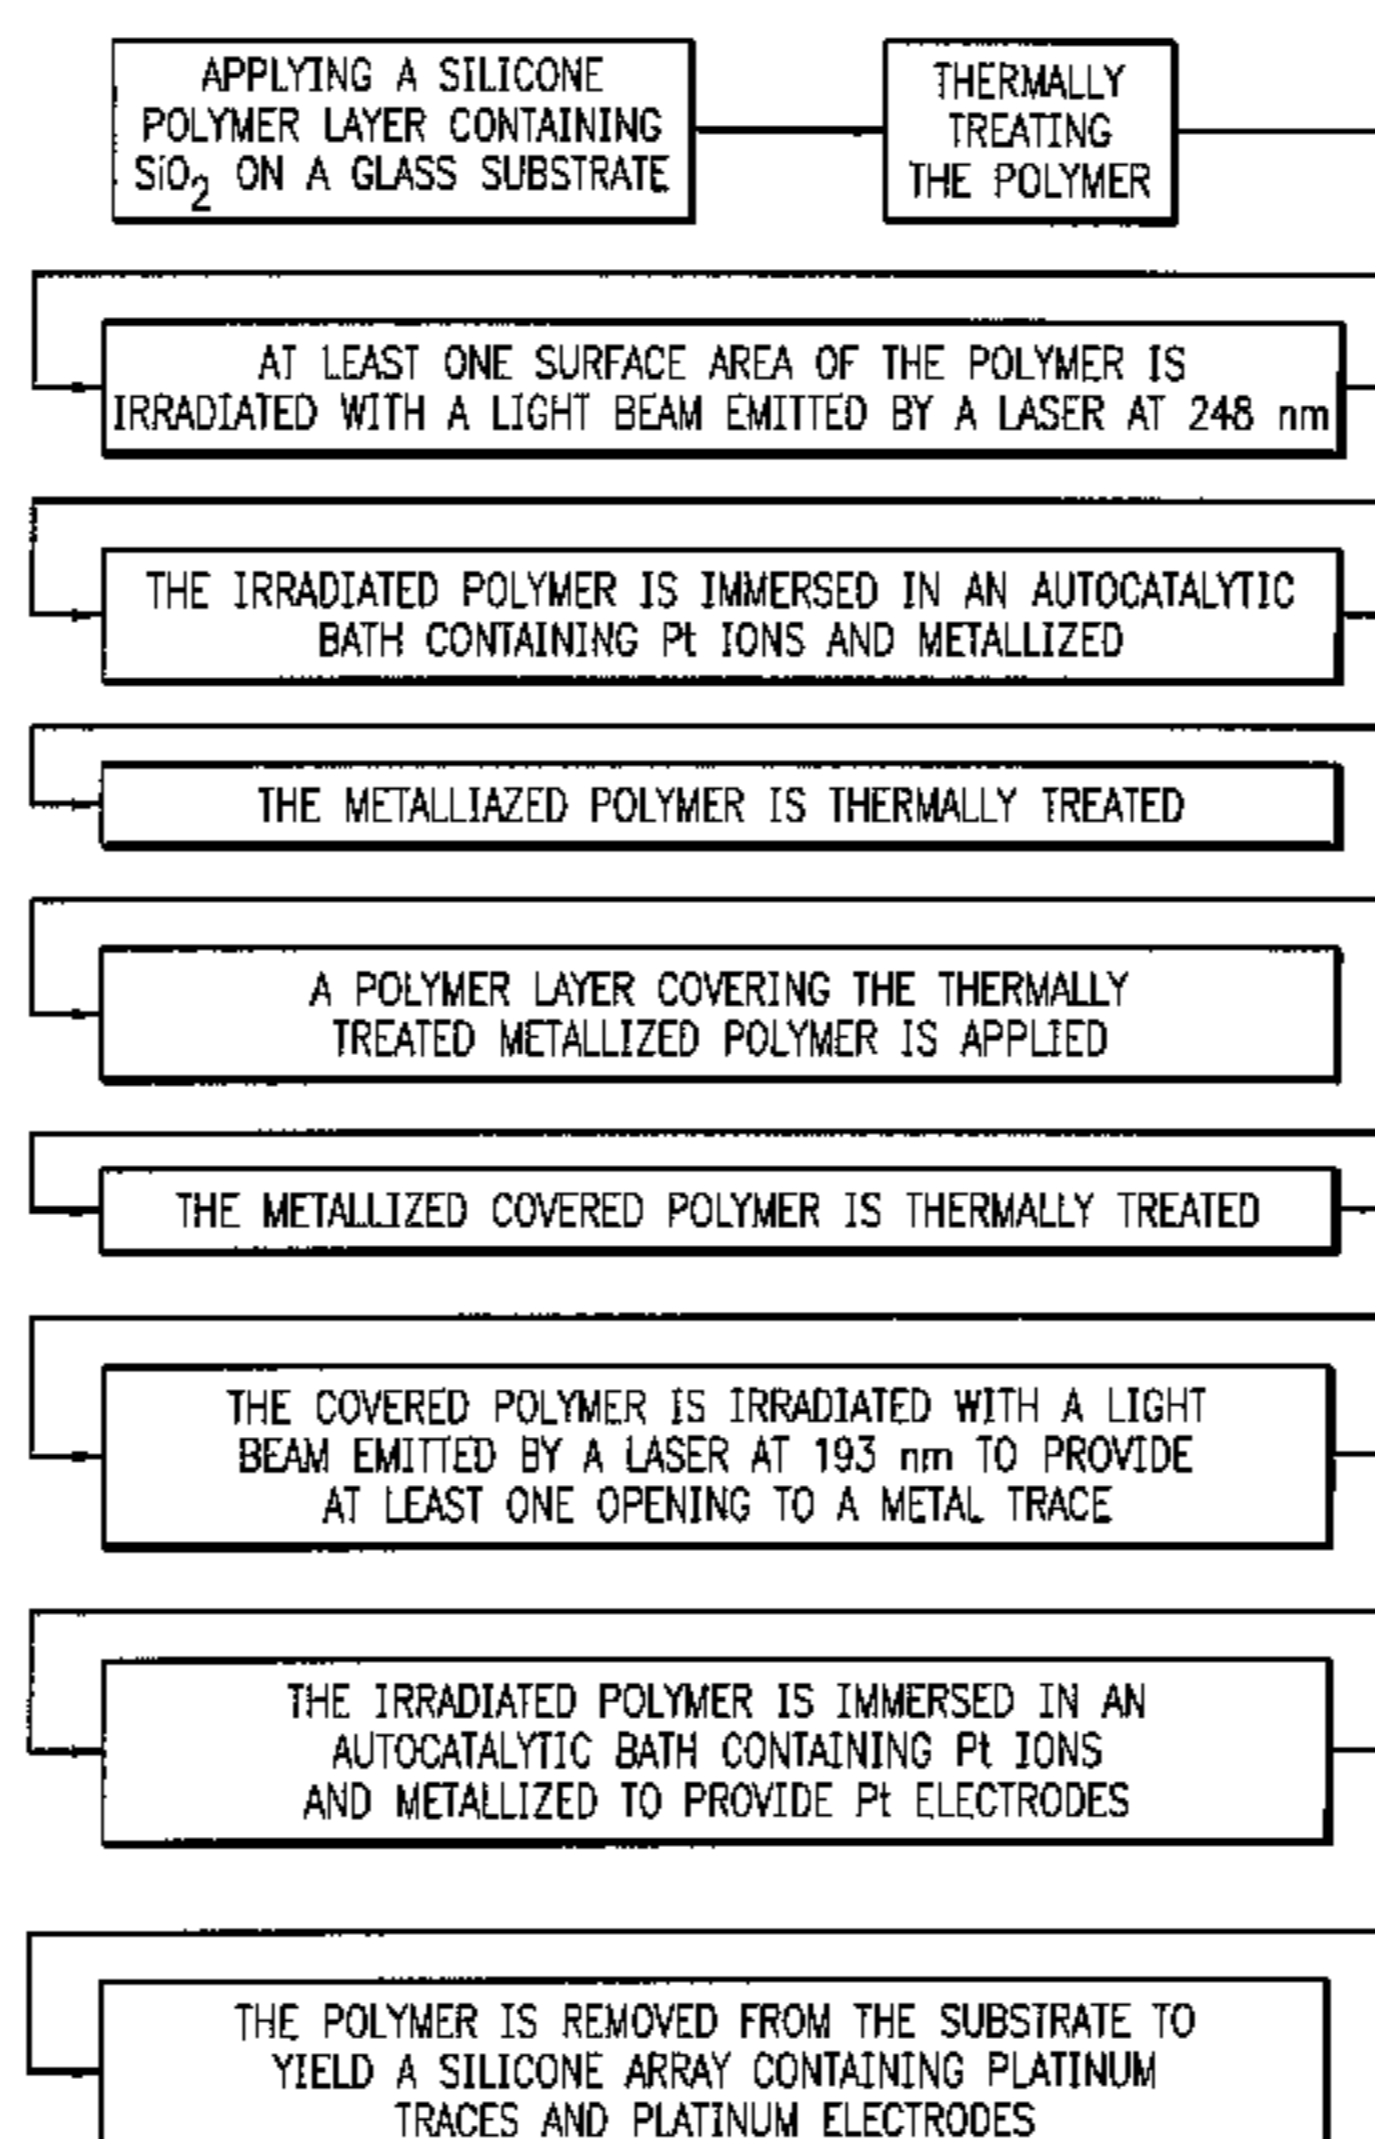 APPLYING A SILICONE
POLYMER LAYER CONTAINING
SiO2 ON A GLASS SUBSTRATE
THERMALLY
TREATING
THE POLYMER
AT LEAST ONE SURFACE AREA OF THE POLYMER IS
IRRADIATED WITH A LIGHT BEAM EMITTED BY A LASER AT 248 nm
THE IRRADIATED POLYMER IS IMMERSED IN AN AUTOCATALYTIC
BATH CONTAINING Pt IONS AND METALLIZED
THE METALLIAZED POLYMER IS THERMALLY TREATED
A POLYMER LAYER COVERING THE THERMALLY
TREATED METALLIZED POLYMER IS APPLIED
THE METALLIZED COVERED POLYMER IS THERMALLY TREATED
THE COVERED POLYMER IS IRRADIATED WITH A LIGHT
BEAM EMITTED BY A LASER AT 193 nm TO PROVIDE
AT LEAST ONE OPENING TO A METAL TRACE
THE IRRADIATED POLYMER IS IMMERSED IN AN
AUTOCATALYTIC BATH CONTAINING Pt IONS
AND METALLIZED TO PROVIDE Pt ELECTRODES
THE POLYMER IS REMOVED FROM THE SUBSTRATE TO
YIELD A SILICONE ARRAY CONTAINING PLATINUM
TRACES AND PLATINUM ELECTRODES